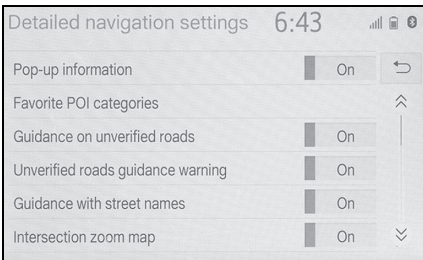 Detailed navigation settings 6:43
Pop-up information On
Favorite POI categories
Guidance on unverified roads On
Unverified roads guidance warning On
Guidance with street names On
Intersection zoom map On